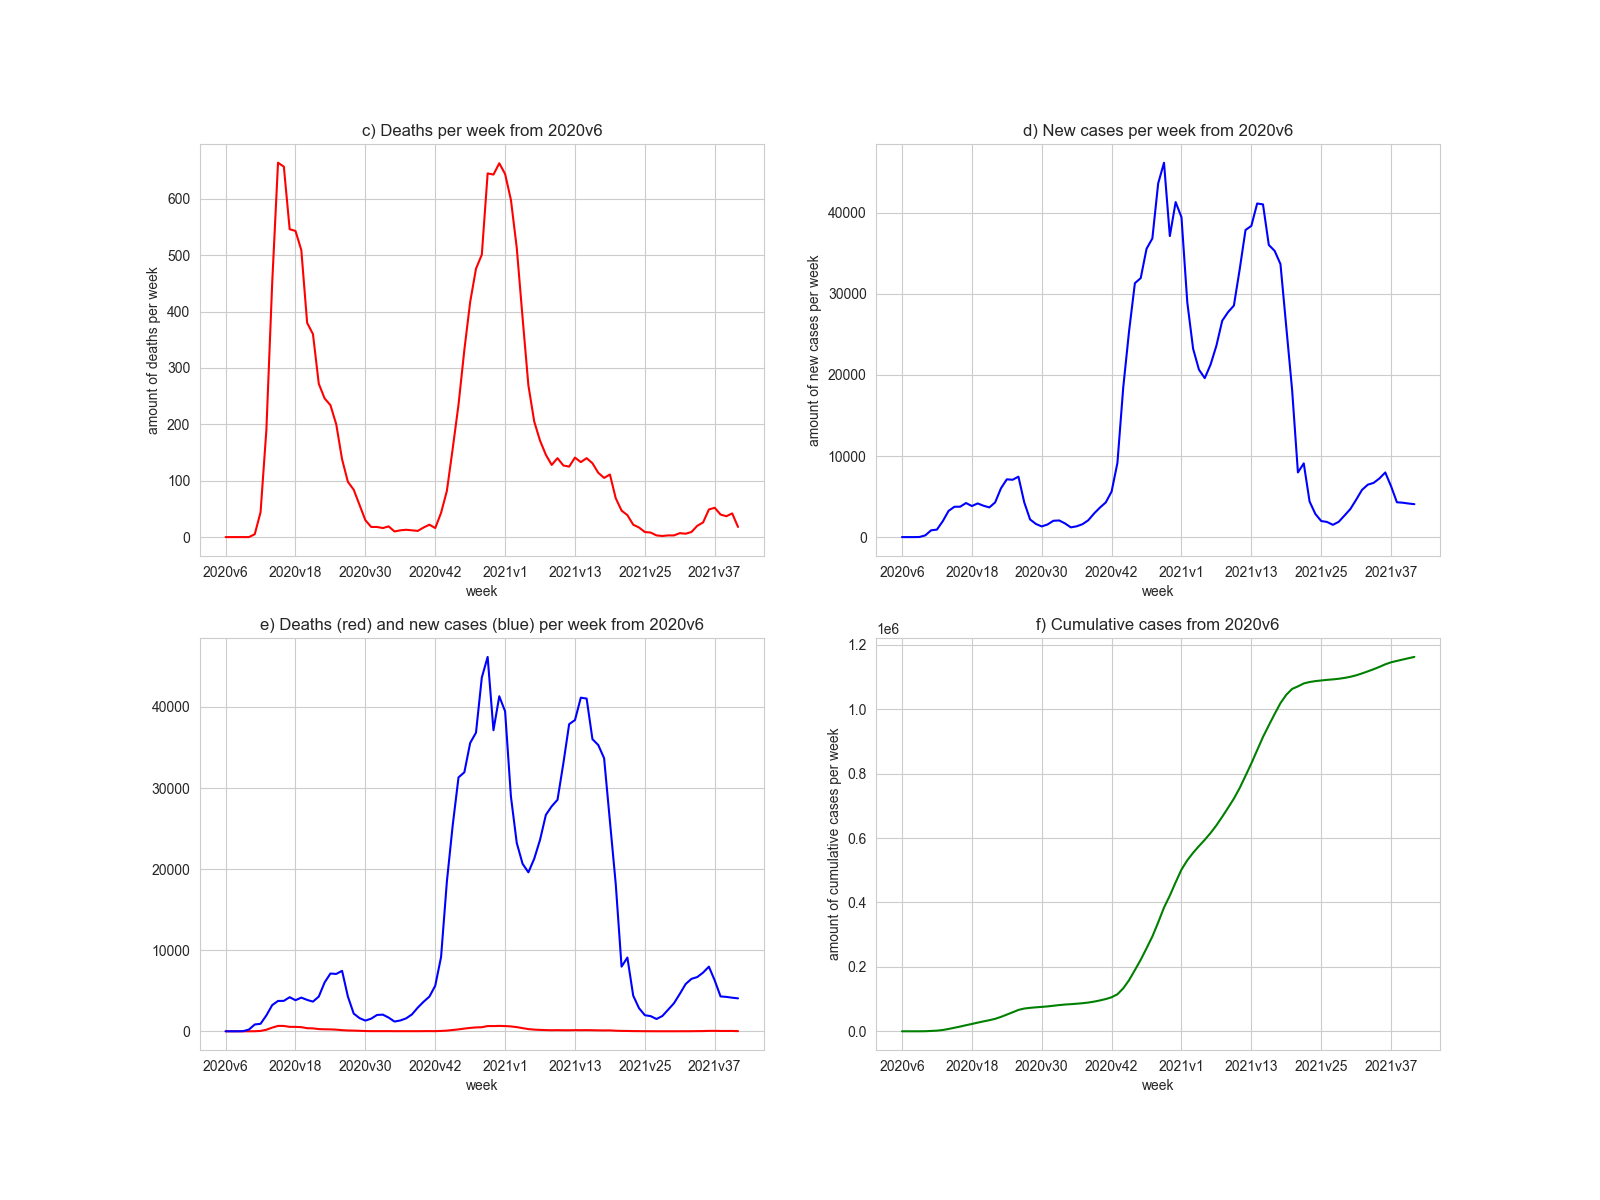 c) Deaths per week from 2020v6
amount of deaths per week
600
500
400
300
200
100
0
2020v6 2020v18 2020v30 2020v42 2021v1 2021v13 2021v25 2021v37
week
d) New cases per week from 2020v6
amount of new cases per week
40000
30000
20000
10000
0
2020v6 2020v18 2020v30 2020v42 2021v1 2021v13 2021v25 2021v37
week
e) Deaths (red) and new cases (blue) per week from 2020v6
40000
30000
20000
10000
0
2020v6 2020v18 2020v30 2020v42 2021v1 2021v13 2021v25 2021v37
week
f) Cumulative cases from 2020v6
1e6
amount of cumulative cases per week
1.2
1.0
0.8
0.6
0.4
0.2
0.0
2020v6 2020v18 2020v30 2020v42 2021v1 2021v13 2021v25 2021v37
week